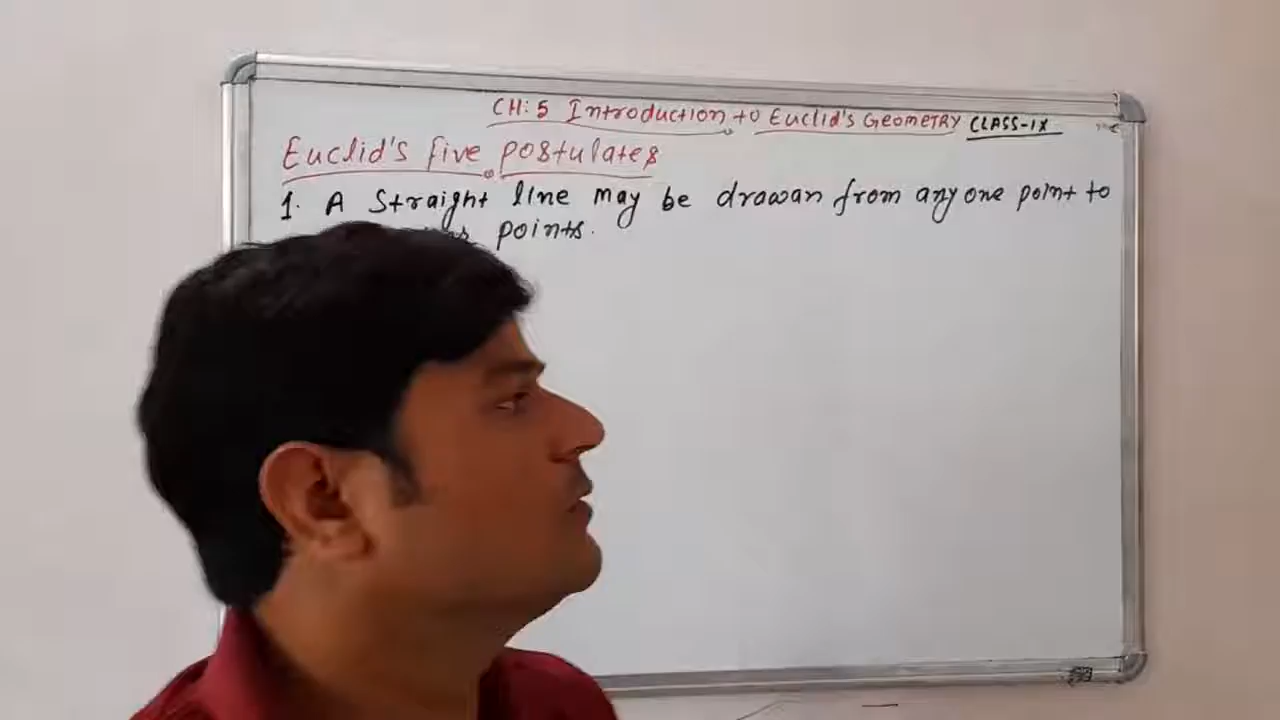 CH: 5 Introduction to Euclid's Geometry CLASS-IX
Euclid's five postulates
1. A Straight line may be drawan from any one point to
points.